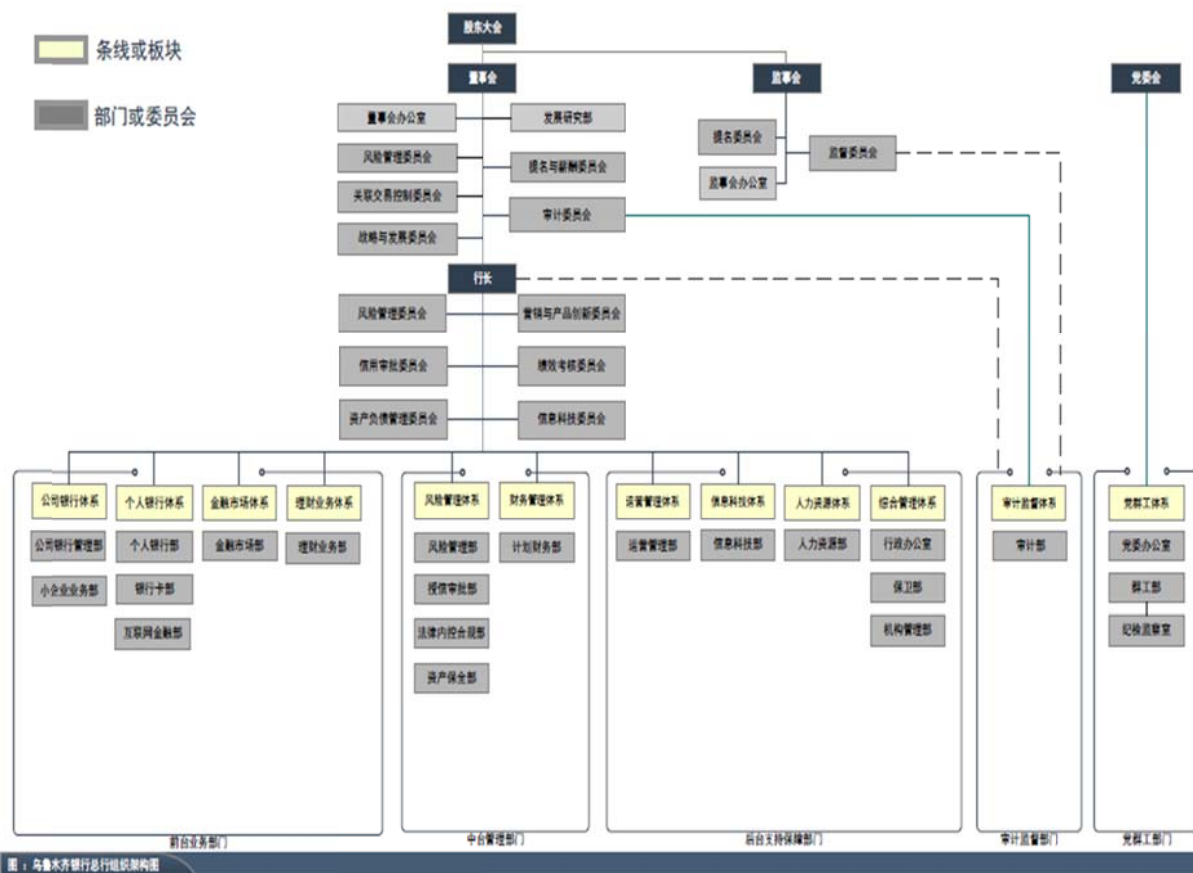 条线或板块
部门或委员会
股东大会
董事会
监事会
党委会
董事会办公室
发展研究部
风险管理委员会
提名与薪酬委员会
关联交易控制委员会
审计委员会
战略与发展委员会
提名委员会
监督委员会
监事会办公室
行长
风险管理委员会
营销与产品创新委员会
信用审批委员会
绩效考核委员会
资产负债管理委员会
信息科技委员会
公司银行体系
个人银行体系
金融市场体系
理财业务体系
风险管理体系
财务管理体系
运营管理体系
信息科技体系
人力资源体系
综合管理体系
审计监督体系
党群工体系
公司银行管理部
个人银行部
金融市场部
理财业务部
风险管理部
计划财务部
运营管理部
信息科技部
人力资源部
行政办公室
审计部
党委办公室
小企业业务部
银行卡部
授信审批部
保卫部
群工部
互联网金融部
法律内控合规部
机构管理部
纪检监察室
资产保全部
前台业务部门
中台管理部门
后台支持保障部门
审计监督部门
党群工部门
图：乌鲁木齐银行总行组织架构图